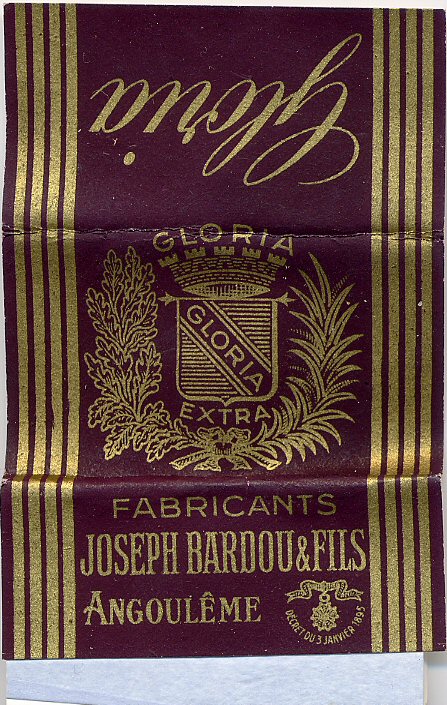 Gloria
GLORIA
GLORIA
EXTRA
FABRICANTS
JOSEPH BARDOU & FILS
ANGOULÊME
DÉCRET DU 3 JANVIER 1895